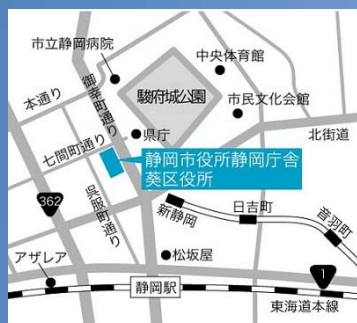 市立静岡病院
中央体育館
御幸町通り
駿府城公園
市民文化会館
本通り
県庁
北街道
七間町通り
静岡市役所静岡庁舎
葵区役所
呉服町通り
362
新静岡
日吉町
音羽町
松坂屋
アザレア
1
静岡駅
東海道本線